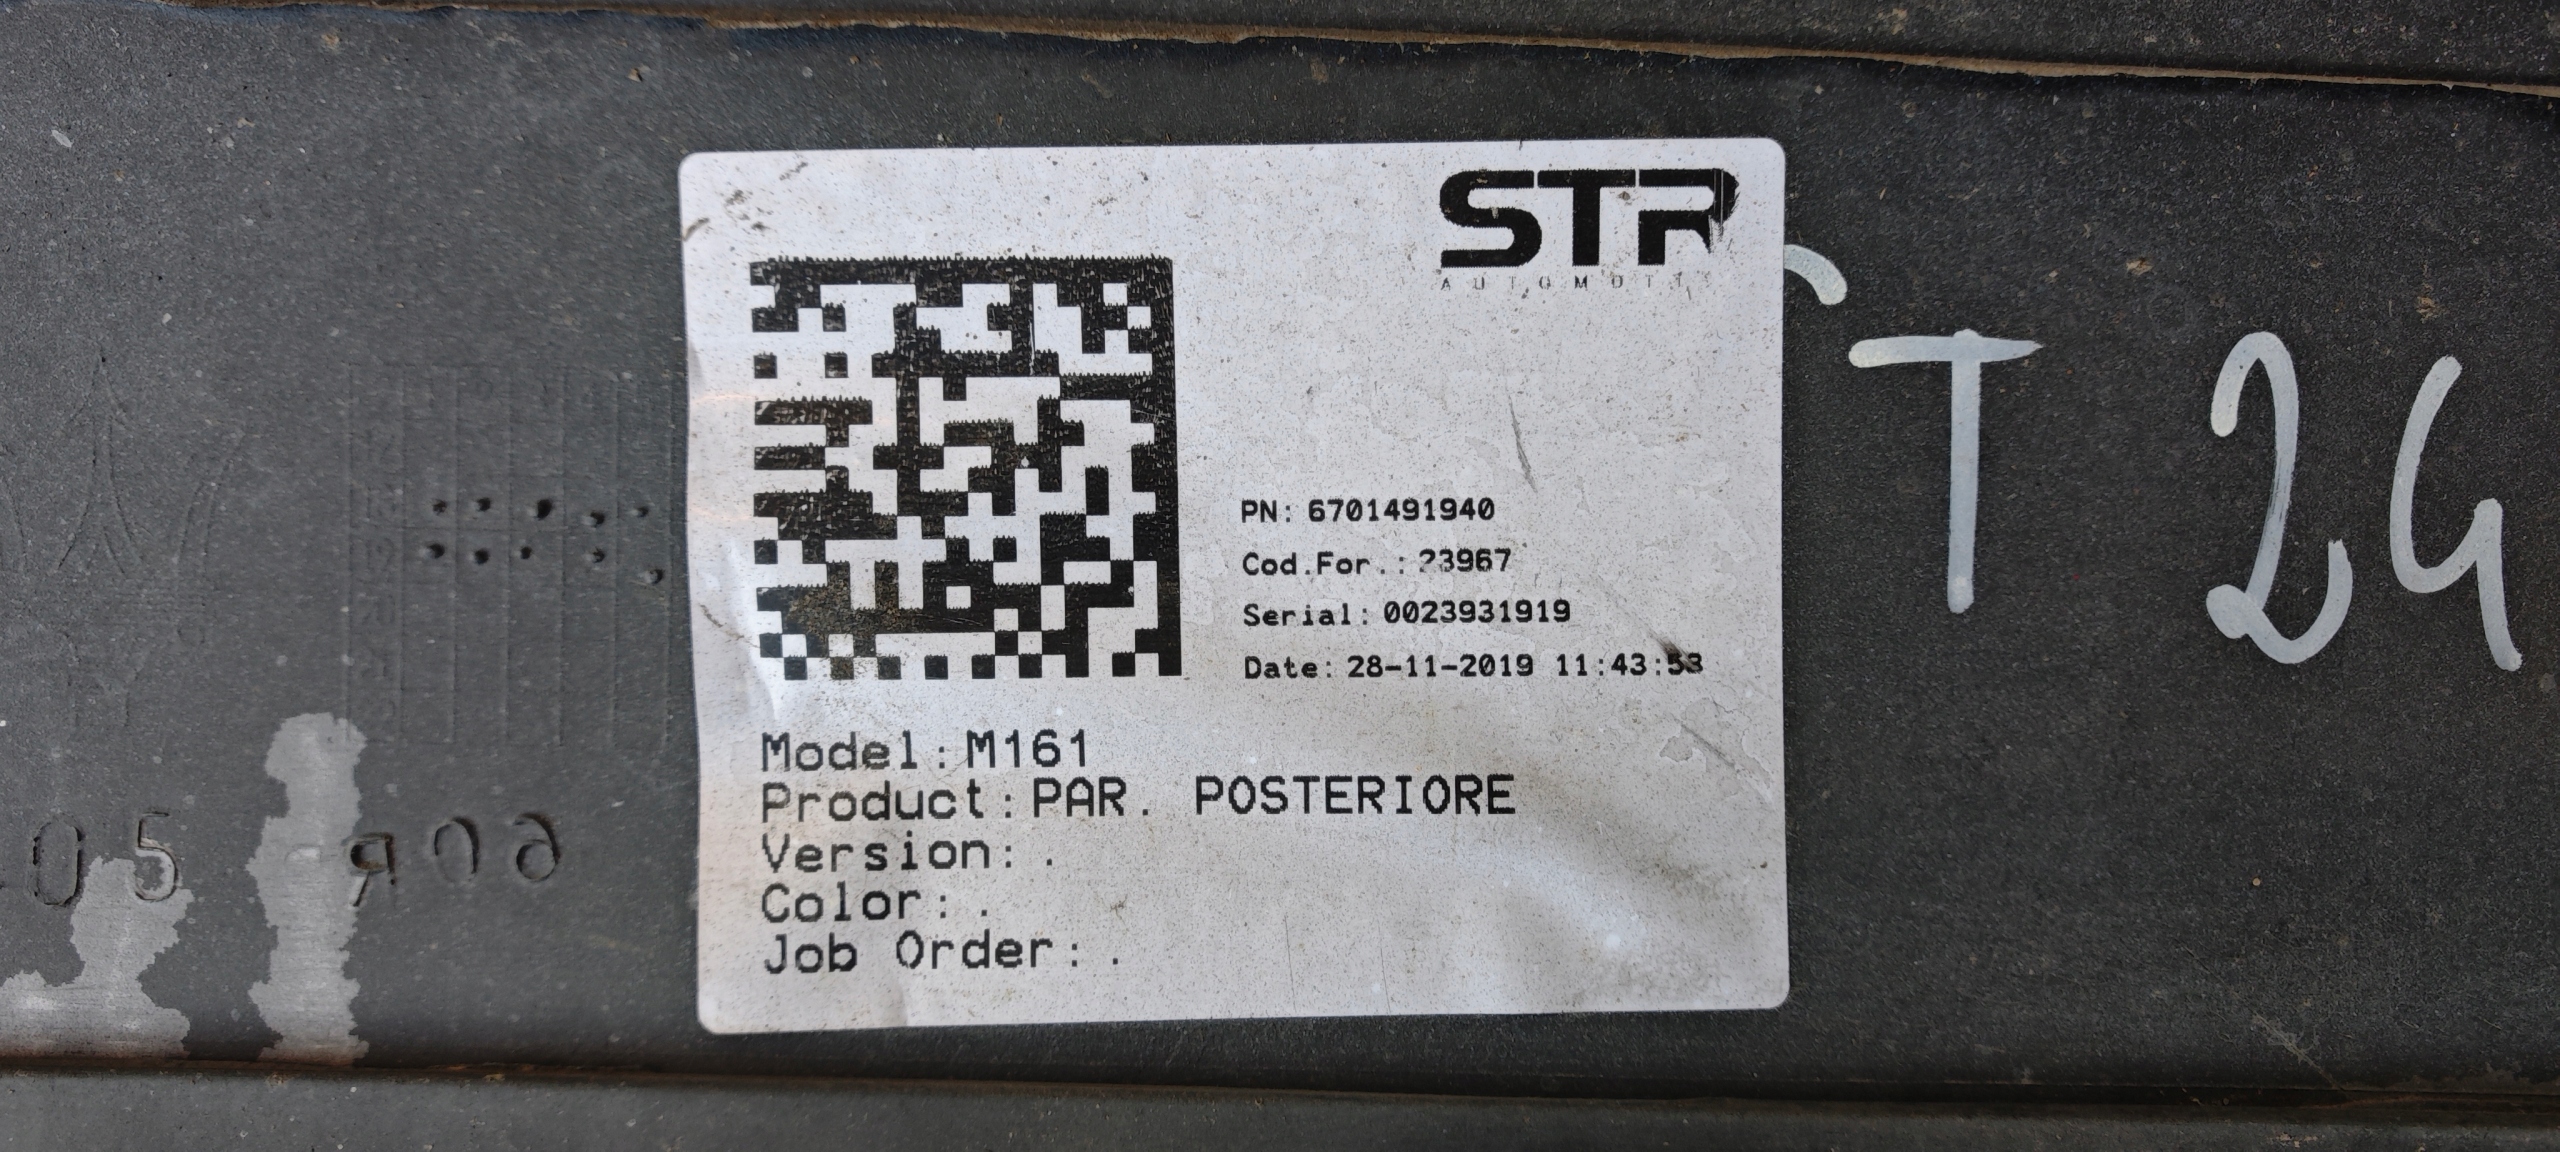 STR
AUTOMOTIVE
PN: 6701491940
Cod.For.: 23967
Serial: 0023931919
Date: 28-11-2019 11:43:53
Model: M161
Product: PAR. POSTERIORE
Version: .
Color: .
Job Order: .
T 24